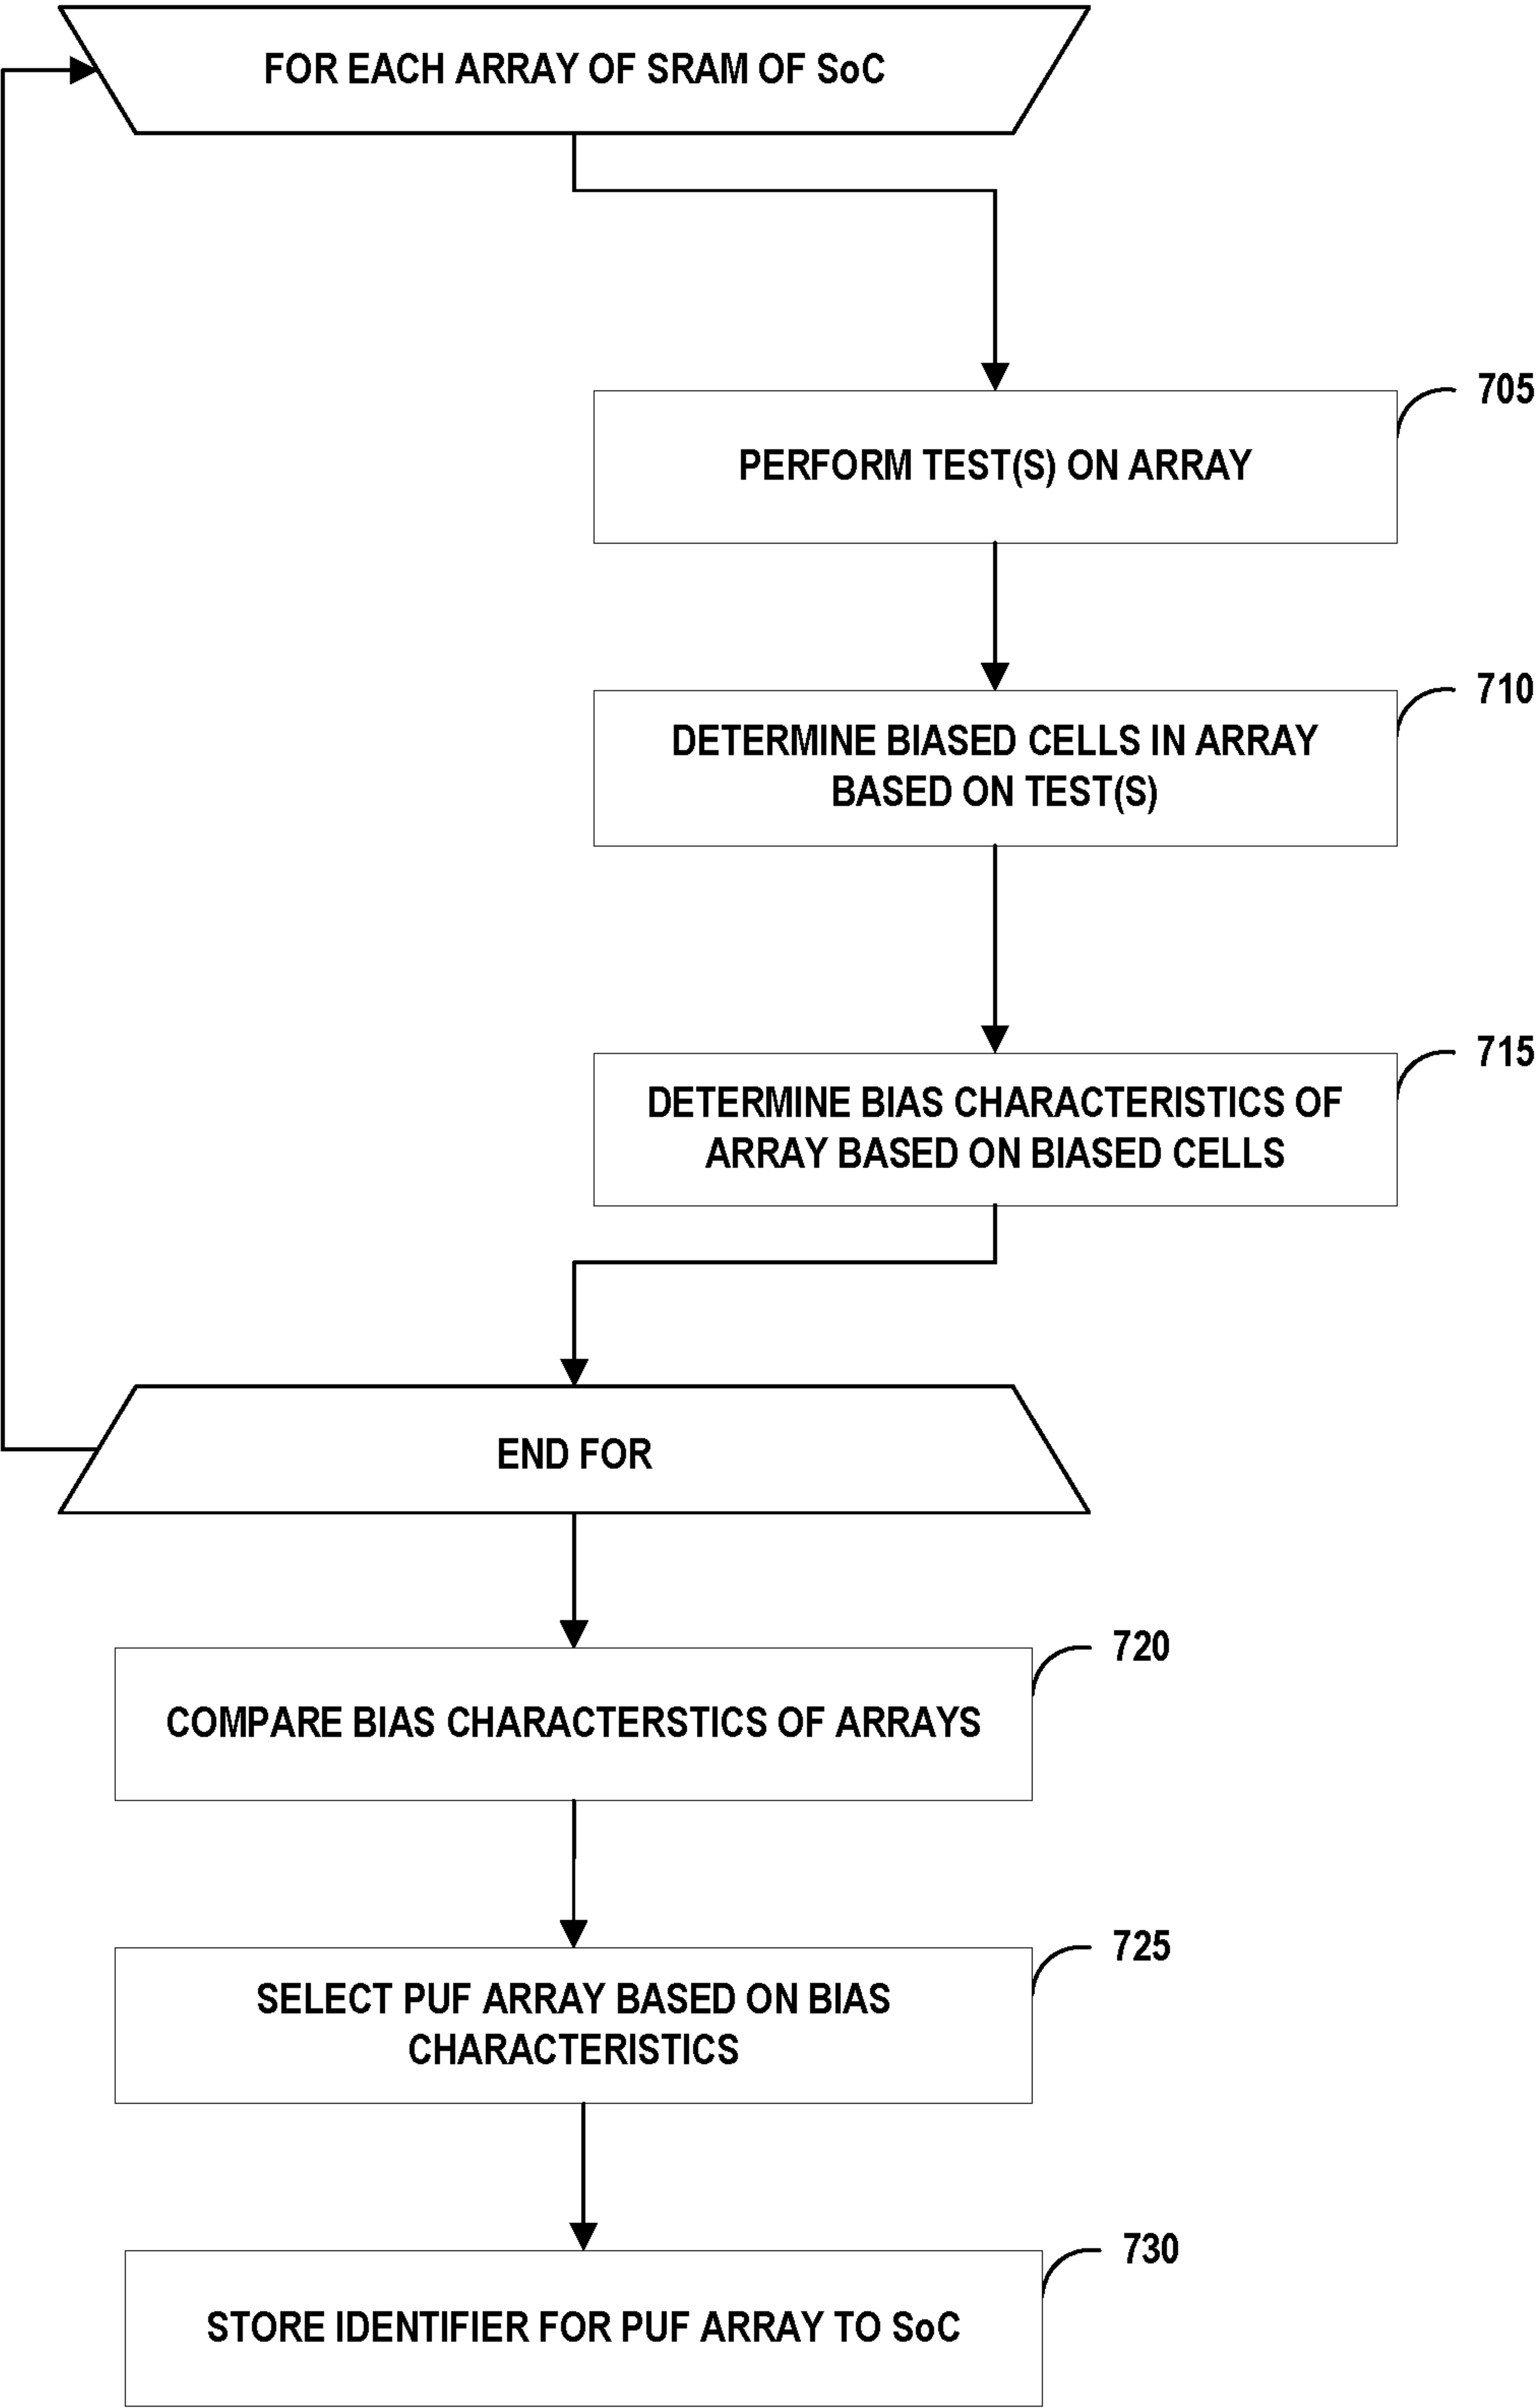 FOR EACH ARRAY OF SRAM OF SoC
705
PERFORM TEST(S) ON ARRAY
710
DETERMINE BIASED CELLS IN ARRAY
BASED ON TEST(S)
715
DETERMINE BIAS CHARACTERISTICS OF
ARRAY BASED ON BIASED CELLS
END FOR
720
COMPARE BIAS CHARACTERSTICS OF ARRAYS
725
SELECT PUF ARRAY BASED ON BIAS
CHARACTERISTICS
730
STORE IDENTIFIER FOR PUF ARRAY TO SoC